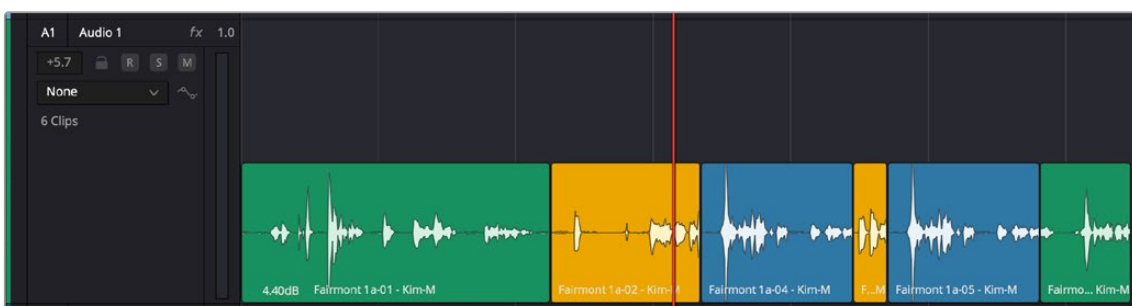 A1 Audio 1 fx 1.0
+5.7 R S M
None
6 Clips
4.40dB Fairmont 1a-01 - Kim-M
Fairmont 1a-02 - Kim-M
Fairmont 1a-04 - Kim-M
F...M
Fairmont 1a-05 - Kim-M
Fairmo... Kim-M